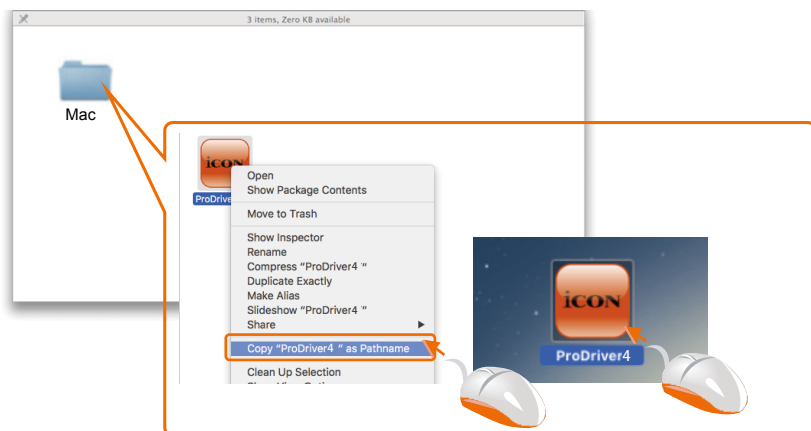 3 items, Zero KB available
Mac
iCON
ProDrive
Open
Show Package Contents
Move to Trash
Show Inspector
Rename
Compress “ProDriver4 ”
Duplicate Exactly
Make Alias
Slideshow “ProDriver4 ”
Share
Copy “ProDriver4 “ as Pathname
Clean Up Selection
iCON
ProDriver4